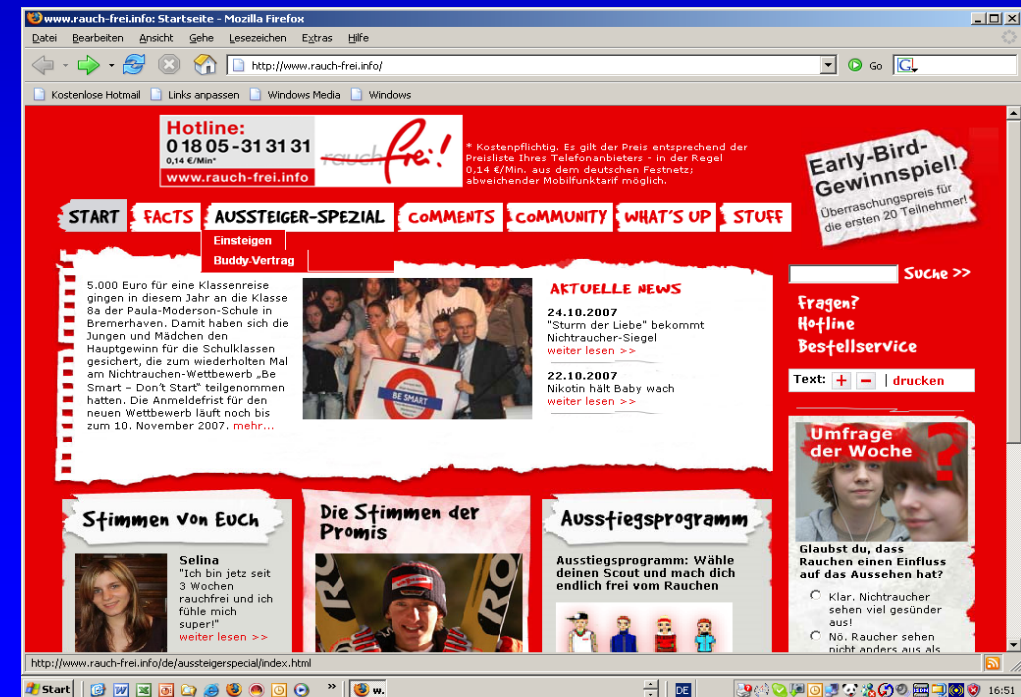 www.rauch-frei.info: Startseite - Mozilla Firefox
Datei Bearbeiten Ansicht Gehe Lesezeichen Extras Hilfe
http://www.rauch-frei.info/
Go
Kostenlose Hotmail Links anpassen Windows Media Windows
Hotline:
0 18 05 - 31 31 31
0,14 €/Min*
www.rauch-frei.info
rauch frei!
* Kostenpflichtig. Es gilt der Preis entsprechend der
Preisliste Ihres Telefonanbieters - in der Regel
0,14 €/Min. aus dem deutschen Festnetz;
abweichender Mobilfunktarif möglich.
Early-Bird-
Gewinnspiel!
Überraschungspreis für
die ersten 20 Teilnehmer!
START FACTS AUSSTEIGER-SPEZIAL COMMENTS COMMUNITY WHAT'S UP STUFF
Einsteigen
Buddy-Vertrag
5.000 Euro für eine Klassenreise
gingen in diesem Jahr an die Klasse
8a der Paula-Moderson-Schule in
Bremerhaven. Damit haben sich die
Jungen und Mädchen den
Hauptgewinn für die Schulklassen
gesichert, die zum wiederholten Mal
am Nichtrauchen-Wettbewerb „Be
Smart – Don't Start" teilgenommen
hatten. Die Anmeldefrist für den
neuen Wettbewerb läuft noch bis
zum 10. November 2007. mehr...
BE SMART
AKTUELLE NEWS
24.10.2007
"Sturm der Liebe" bekommt
Nichtraucher-Siegel
weiter lesen >>
22.10.2007
Nikotin hält Baby wach
weiter lesen >>
Suche >>
Fragen?
Hotline
Bestellservice
Text: + − | drucken
Umfrage
der Woche
?
Glaubst du, dass
Rauchen einen Einfluss
auf das Aussehen hat?
Klar. Nichtraucher
sehen viel gesünder
aus!
Nö. Raucher sehen
nicht anders aus als
Stimmen von Euch
Selina
"Ich bin jetzt seit
3 Wochen
rauchfrei und ich
fühle mich
super!"
weiter lesen >>
Die Stimmen der
Promis
Ausstiegsprogramm
Ausstiegsprogramm: Wähle
deinen Scout und mach dich
endlich frei vom Rauchen
http://www.rauch-frei.info/de/aussteigerspecial/index.html
Start
w.
DE
16:51